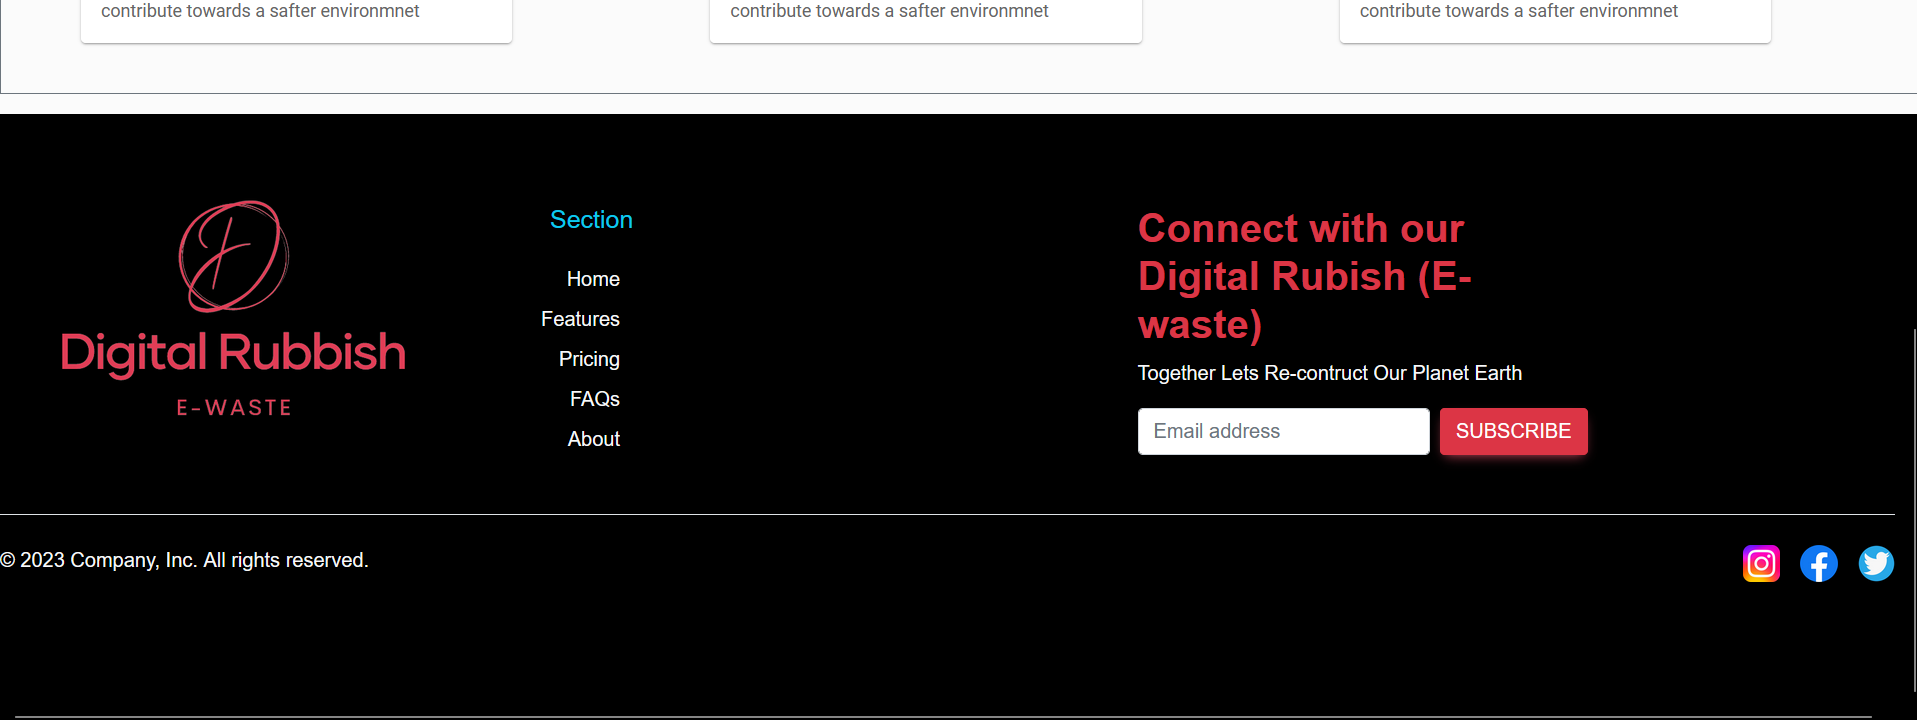 contribute towards a safter environmnet
contribute towards a safter environmnet
contribute towards a safter environmnet
Digital Rubbish
E-WASTE
Section
Home
Features
Pricing
FAQs
About
Connect with our
Digital Rubish (E-
waste)
Together Lets Re-contruct Our Planet Earth
Email address
SUBSCRIBE
© 2023 Company, Inc. All rights reserved.